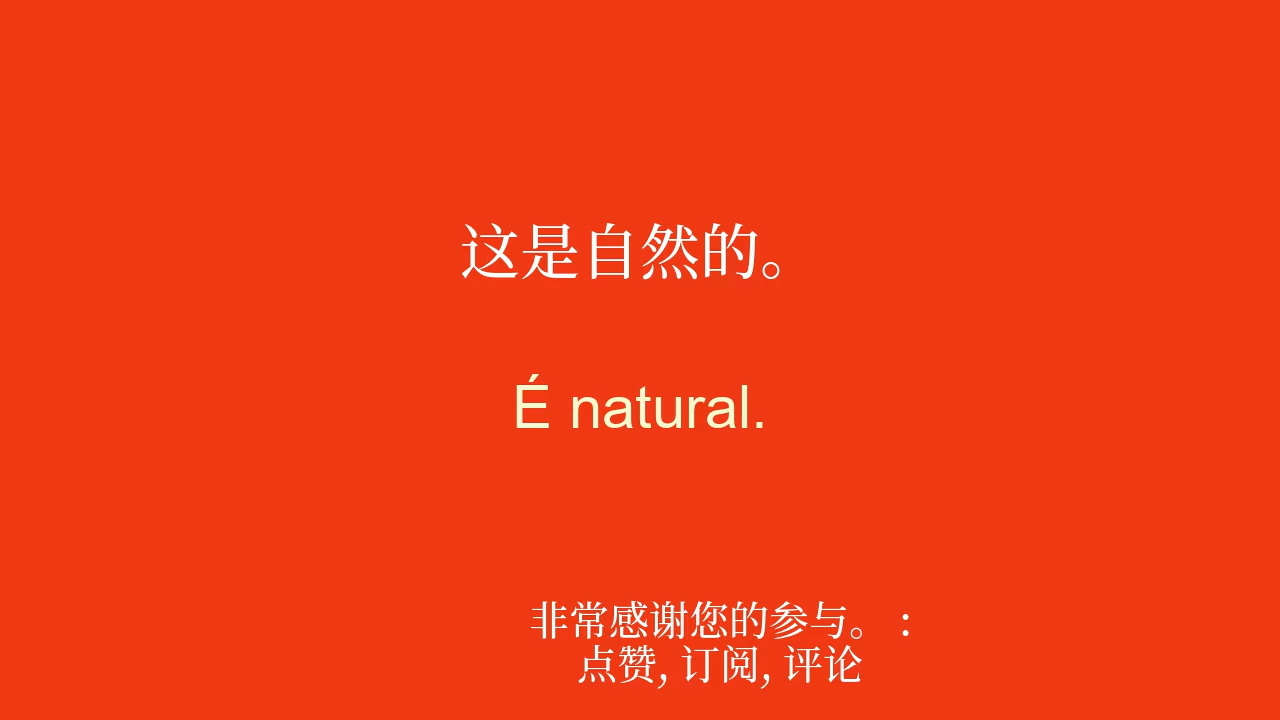 这是自然的。
É natural.
非常感谢您的参与。 :
点赞, 订阅, 评论